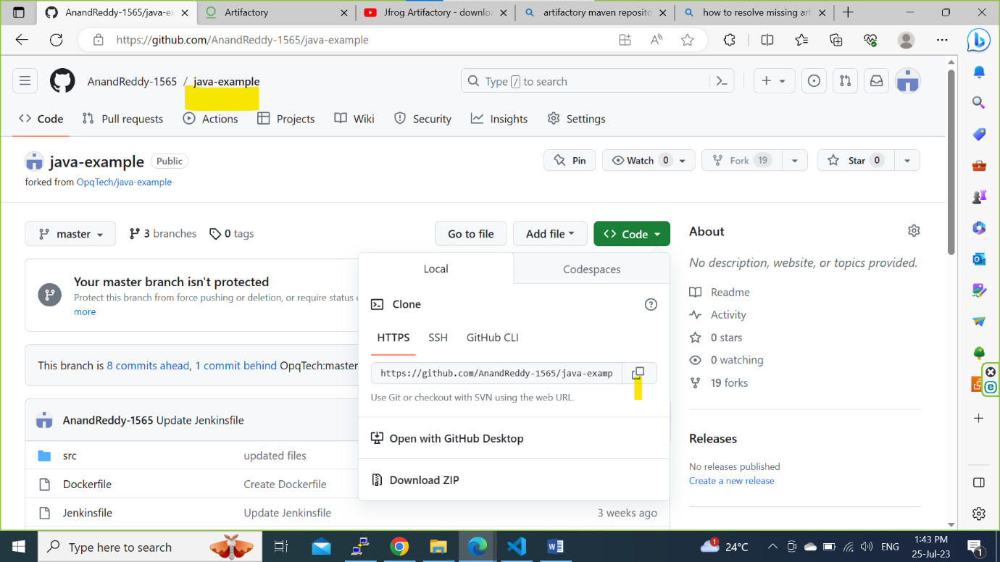 AnandReddy-1565/java-ex
Artifactory
Jfrog Artifactory - downloa
artifactory maven reposito
how to resolve missing art
https://github.com/AnandReddy-1565/java-example
AnandReddy-1565 / java-example
Type / to search
Code Pull requests Actions Projects Wiki Security Insights Settings
java-example Public
Pin Watch 0 Fork 19 Star 0
forked from OpqTech/java-example
master 3 branches 0 tags Go to file Add file Code
About
No description, website, or topics provided.
Readme
Activity
0 stars
0 watching
19 forks
Releases
No releases published
Create a new release
Your master branch isn't protected
Protect this branch from force pushing or deletion, or require status
more
Local Codespaces
Clone
HTTPS SSH GitHub CLI
https://github.com/AnandReddy-1565/java-examp
Use Git or checkout with SVN using the web URL.
Open with GitHub Desktop
Download ZIP
This branch is 8 commits ahead, 1 commit behind OpqTech:master
AnandReddy-1565 Update Jenkinsfile
src updated files
Dockerfile Create Dockerfile
Jenkinsfile Update Jenkinsfile 3 weeks ago
Type here to search
1
24°C
ENG
1:43 PM
25-Jul-23
1